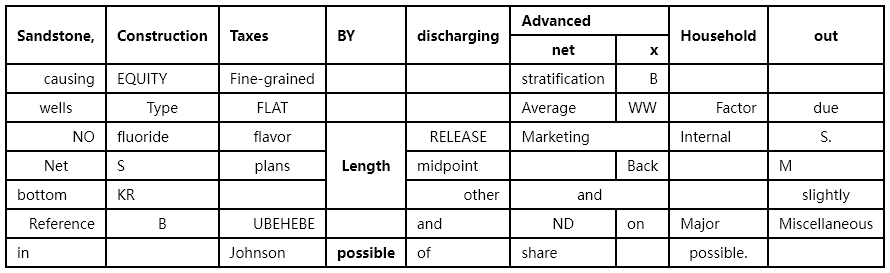 Sandstone, Construction Taxes BY discharging Advanced Household out
net x
causing EQUITY Fine-grained stratification B
wells Type FLAT Average WW Factor due
NO fluoride flavor RELEASE Marketing Internal S.
Net S plans Length midpoint Back M
bottom KR other and slightly
Reference B UBEHEBE and ND on Major Miscellaneous
in Johnson possible of share possible.